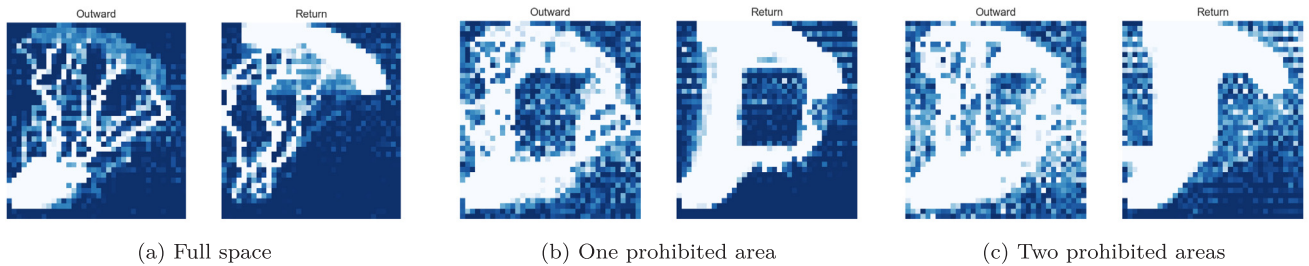 Outward Return Outward Return Outward Return
(a) Full space (b) One prohibited area (c) Two prohibited areas